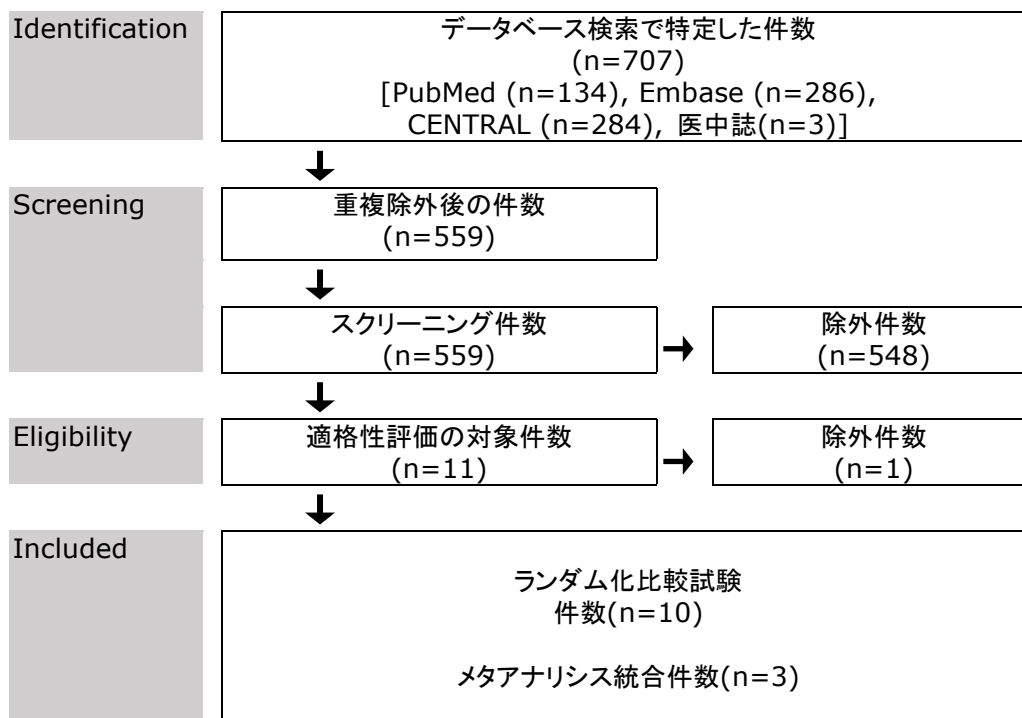 Identification
データベース検索で特定した件数
(n=707)
[PubMed (n=134), Embase (n=286),
CENTRAL (n=284), 医中誌(n=3)]
Screening
重複除外後の件数
(n=559)
スクリーニング件数
(n=559)
除外件数
(n=548)
Eligibility
適格性評価の対象件数
(n=11)
除外件数
(n=1)
Included
ランダム化比較試験
件数(n=10)
メタアナリシス統合件数(n=3)